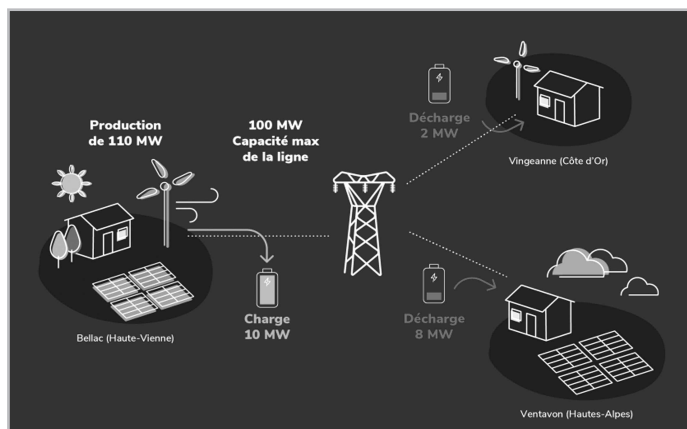 Production
de 110 MW
100 MW
Capacité max
de la ligne
Décharge
2 MW
Vingeanne (Côte d'Or)
Bellac (Haute-Vienne)
Charge
10 MW
Décharge
8 MW
Ventavon (Hautes-Alpes)